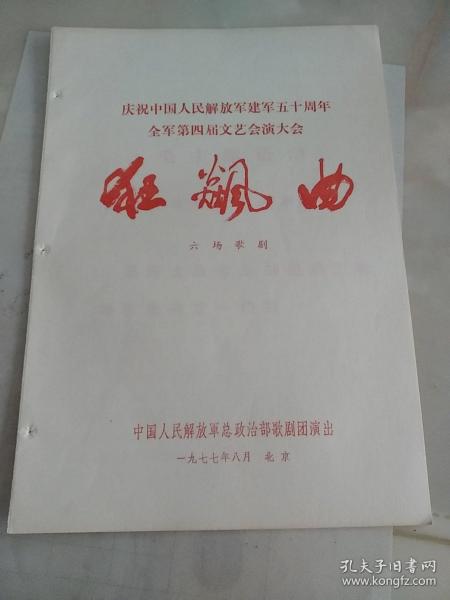 庆祝中国人民解放军建军五十周年
全军第四届文艺会演大会
狂飙曲
六场歌剧
中国人民解放軍总政治部歌剧团演出
一九七七年八月 北京
孔夫子旧书网
www.kongfz.com